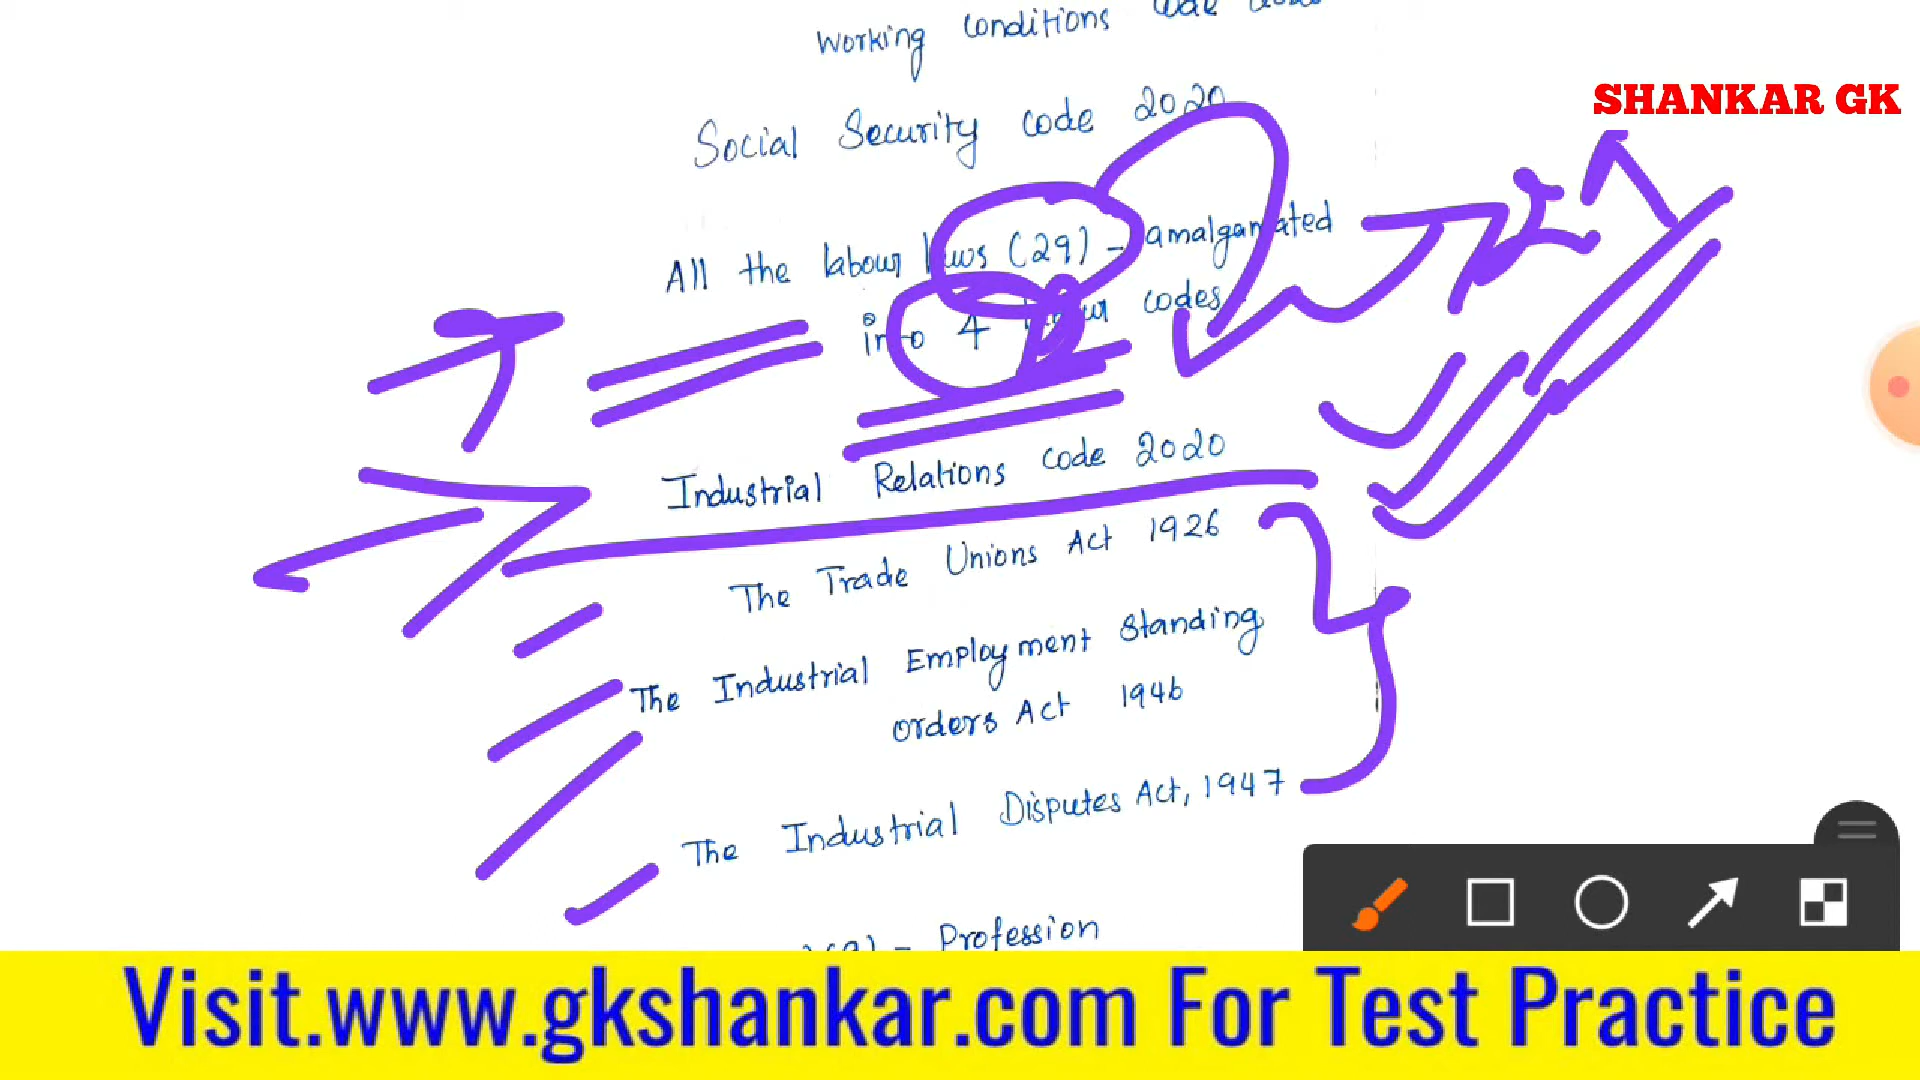 Working Conditions
Social Security code 2020
SHANKAR GK
All the labour laws (29) - amalgamated
into 4 labour codes
Industrial Relations code 2020
The Trade Unions Act 1926
The Industrial Employment Standing
orders Act 1946
The Industrial Disputes Act, 1947
- Profession
Visit.www.gkshankar.com For Test Practice